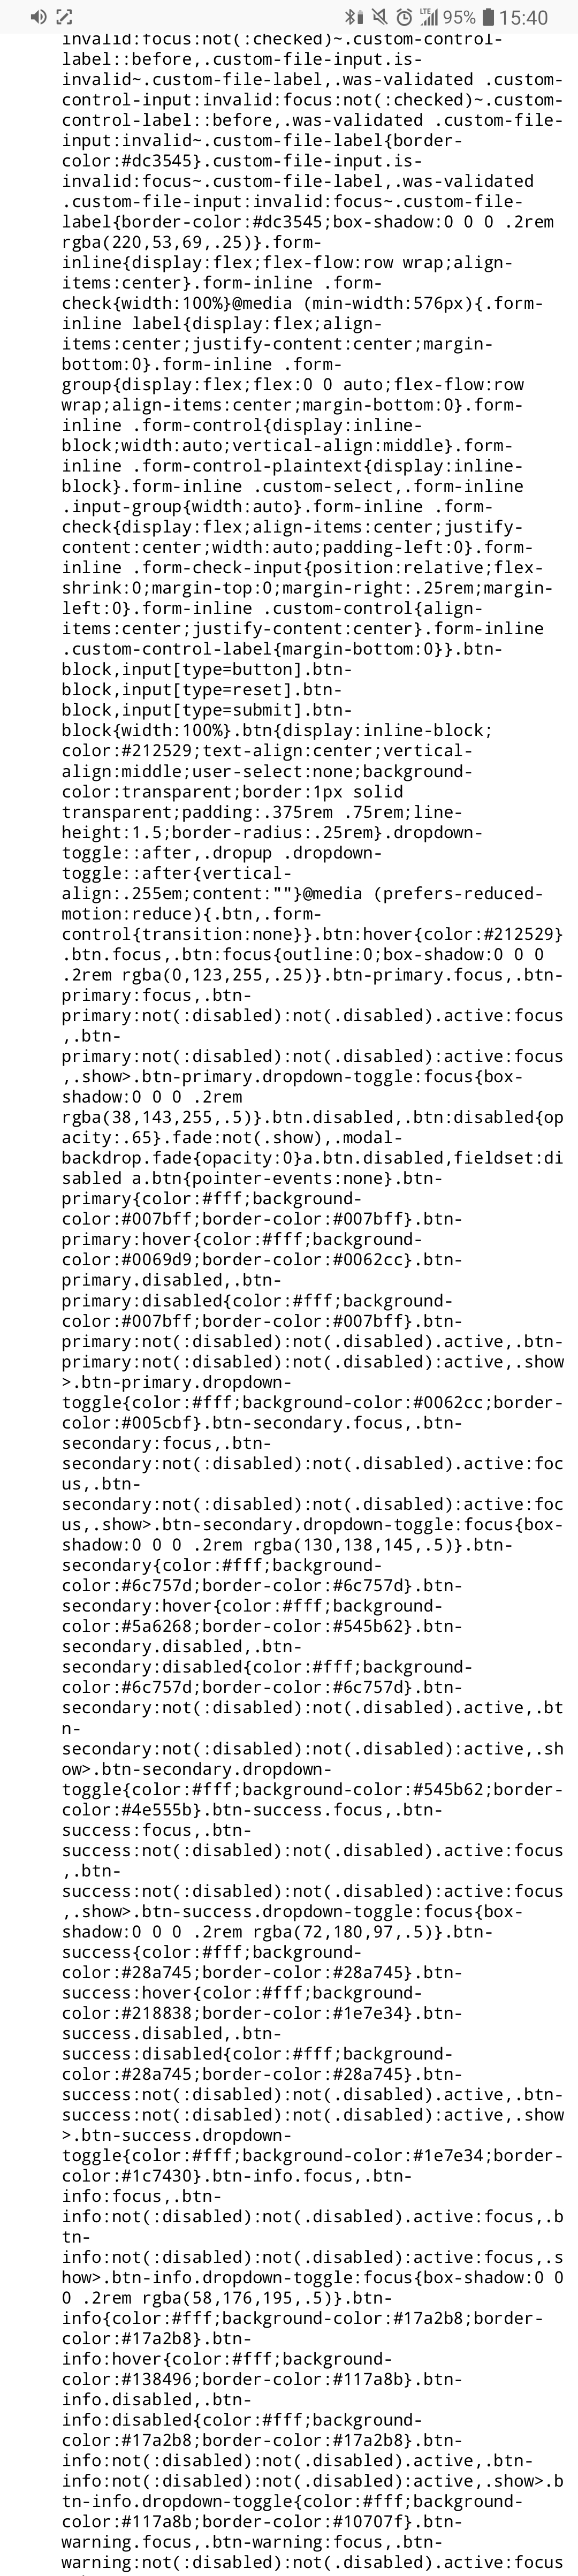 LTE 95% 15:40
invalid:focus:not(:checked)~.custom-control-
label::before,.custom-file-input.is-
invalid~.custom-file-label,.was-validated .custom-
control-input:invalid:focus:not(:checked)~.custom-
control-label::before,.was-validated .custom-file-
input:invalid~.custom-file-label{border-
color:#dc3545}.custom-file-input.is-
invalid:focus~.custom-file-label,.was-validated
.custom-file-input:invalid:focus~.custom-file-
label{border-color:#dc3545;box-shadow:0 0 0 .2rem
rgba(220,53,69,.25)}.form-
inline{display:flex;flex-flow:row wrap;align-
items:center}.form-inline .form-
check{width:100%}@media (min-width:576px){.form-
inline label{display:flex;align-
items:center;justify-content:center;margin-
bottom:0}.form-inline .form-
group{display:flex;flex:0 0 auto;flex-flow:row
wrap;align-items:center;margin-bottom:0}.form-
inline .form-control{display:inline-
block;width:auto;vertical-align:middle}.form-
inline .form-control-plaintext{display:inline-
block}.form-inline .custom-select,.form-inline
.input-group{width:auto}.form-inline .form-
check{display:flex;align-items:center;justify-
content:center;width:auto;padding-left:0}.form-
inline .form-check-input{position:relative;flex-
shrink:0;margin-top:0;margin-right:.25rem;margin-
left:0}.form-inline .custom-control{align-
items:center;justify-content:center}.form-inline
.custom-control-label{margin-bottom:0}}.btn-
block,input[type=button].btn-
block,input[type=reset].btn-
block,input[type=submit].btn-
block{width:100%}.btn{display:inline-block;
color:#212529;text-align:center;vertical-
align:middle;user-select:none;background-
color:transparent;border:1px solid
transparent;padding:.375rem .75rem;line-
height:1.5;border-radius:.25rem}.dropdown-
toggle::after,.dropup .dropdown-
toggle::after{vertical-
align:.255em;content:""}@media (prefers-reduced-
motion:reduce){.btn,.form-
control{transition:none}}.btn:hover{color:#212529}
.btn.focus,.btn:focus{outline:0;box-shadow:0 0 0
.2rem rgba(0,123,255,.25)}.btn-primary.focus,.btn-
primary:focus,.btn-
primary:not(:disabled):not(.disabled).active:focus
,.btn-
primary:not(:disabled):not(.disabled):active:focus
,.show>.btn-primary.dropdown-toggle:focus{box-
shadow:0 0 0 .2rem
rgba(38,143,255,.5)}.btn.disabled,.btn:disabled{op
acity:.65}.fade:not(.show),.modal-
backdrop.fade{opacity:0}a.btn.disabled,fieldset:di
sabled a.btn{pointer-events:none}.btn-
primary{color:#fff;background-
color:#007bff;border-color:#007bff}.btn-
primary:hover{color:#fff;background-
color:#0069d9;border-color:#0062cc}.btn-
primary.disabled,.btn-
primary:disabled{color:#fff;background-
color:#007bff;border-color:#007bff}.btn-
primary:not(:disabled):not(.disabled).active,.btn-
primary:not(:disabled):not(.disabled):active,.show
>.btn-primary.dropdown-
toggle{color:#fff;background-color:#0062cc;border-
color:#005cbf}.btn-secondary.focus,.btn-
secondary:focus,.btn-
secondary:not(:disabled):not(.disabled).active:foc
us,.btn-
secondary:not(:disabled):not(.disabled):active:foc
us,.show>.btn-secondary.dropdown-toggle:focus{box-
shadow:0 0 0 .2rem rgba(130,138,145,.5)}.btn-
secondary{color:#fff;background-
color:#6c757d;border-color:#6c757d}.btn-
secondary:hover{color:#fff;background-
color:#5a6268;border-color:#545b62}.btn-
secondary.disabled,.btn-
secondary:disabled{color:#fff;background-
color:#6c757d;border-color:#6c757d}.btn-
secondary:not(:disabled):not(.disabled).active,.bt
n-
secondary:not(:disabled):not(.disabled):active,.sh
ow>.btn-secondary.dropdown-
toggle{color:#fff;background-color:#545b62;border-
color:#4e555b}.btn-success.focus,.btn-
success:focus,.btn-
success:not(:disabled):not(.disabled).active:focus
,.btn-
success:not(:disabled):not(.disabled):active:focus
,.show>.btn-success.dropdown-toggle:focus{box-
shadow:0 0 0 .2rem rgba(72,180,97,.5)}.btn-
success{color:#fff;background-
color:#28a745;border-color:#28a745}.btn-
success:hover{color:#fff;background-
color:#218838;border-color:#1e7e34}.btn-
success.disabled,.btn-
success:disabled{color:#fff;background-
color:#28a745;border-color:#28a745}.btn-
success:not(:disabled):not(.disabled).active,.btn-
success:not(:disabled):not(.disabled):active,.show
>.btn-success.dropdown-
toggle{color:#fff;background-color:#1e7e34;border-
color:#1c7430}.btn-info.focus,.btn-
info:focus,.btn-
info:not(:disabled):not(.disabled).active:focus,.b
tn-
info:not(:disabled):not(.disabled):active:focus,.s
how>.btn-info.dropdown-toggle:focus{box-shadow:0 0
0 .2rem rgba(58,176,195,.5)}.btn-
info{color:#fff;background-color:#17a2b8;border-
color:#17a2b8}.btn-
info:hover{color:#fff;background-
color:#138496;border-color:#117a8b}.btn-
info.disabled,.btn-
info:disabled{color:#fff;background-
color:#17a2b8;border-color:#17a2b8}.btn-
info:not(:disabled):not(.disabled).active,.btn-
info:not(:disabled):not(.disabled):active,.show>.b
tn-info.dropdown-toggle{color:#fff;background-
color:#117a8b;border-color:#10707f}.btn-
warning.focus,.btn-warning:focus,.btn-
warning:not(:disabled):not(.disabled).active:focus